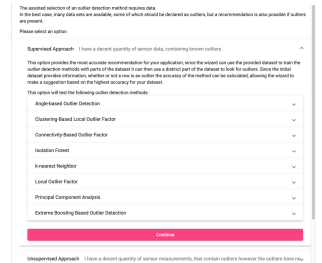 The assisted selection of an outlier detection method requires data.
In the best case, many data sets are available, some of which should be declared as outliers, but a recommendation is also possible if outliers
are present.
Please select an option
Supervised Approach I have a decent quantity of sensor data, containing known outliers
This option provides the most accurate recommendation for your application, since the wizard can use the provided dataset to train the
outlier detection methods with parts of the dataset it can then use a distinct part of the dataset to look for outliers. Since the initial
dataset provides information, whether or not a row is an outlier the accuracy of the method can be calculated, allowing the wizard to
make a suggestion based on the highest accuracy for your dataset.
This option will test the following outlier detection methods:
Angle-based Outlier Detection
Clustering-Based Local Outlier Factor
Connectivity-Based Outlier Factor
Isolation Forest
k-nearest Neighbor
Local Outlier Factor
Principal Component Analysis
Extreme Boosting Based Outlier Detection
Continue
Unsupervised Approach I have a decent quantity of sensor measurements, that contain outliers however the outliers have no